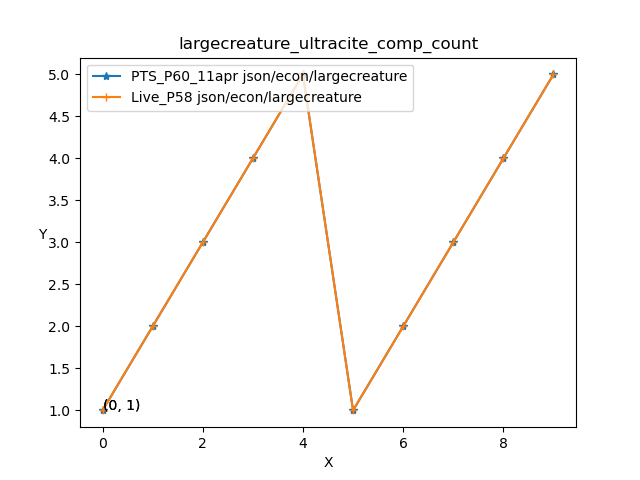 largecreature_ultracite_comp_count
PTS_P60_11apr json/econ/largecreature
Live_P58 json/econ/largecreature
5.0
4.5
4.0
3.5
3.0
Y
2.5
2.0
1.5
1.0
(0, 1)
0 2 4 6 8
X